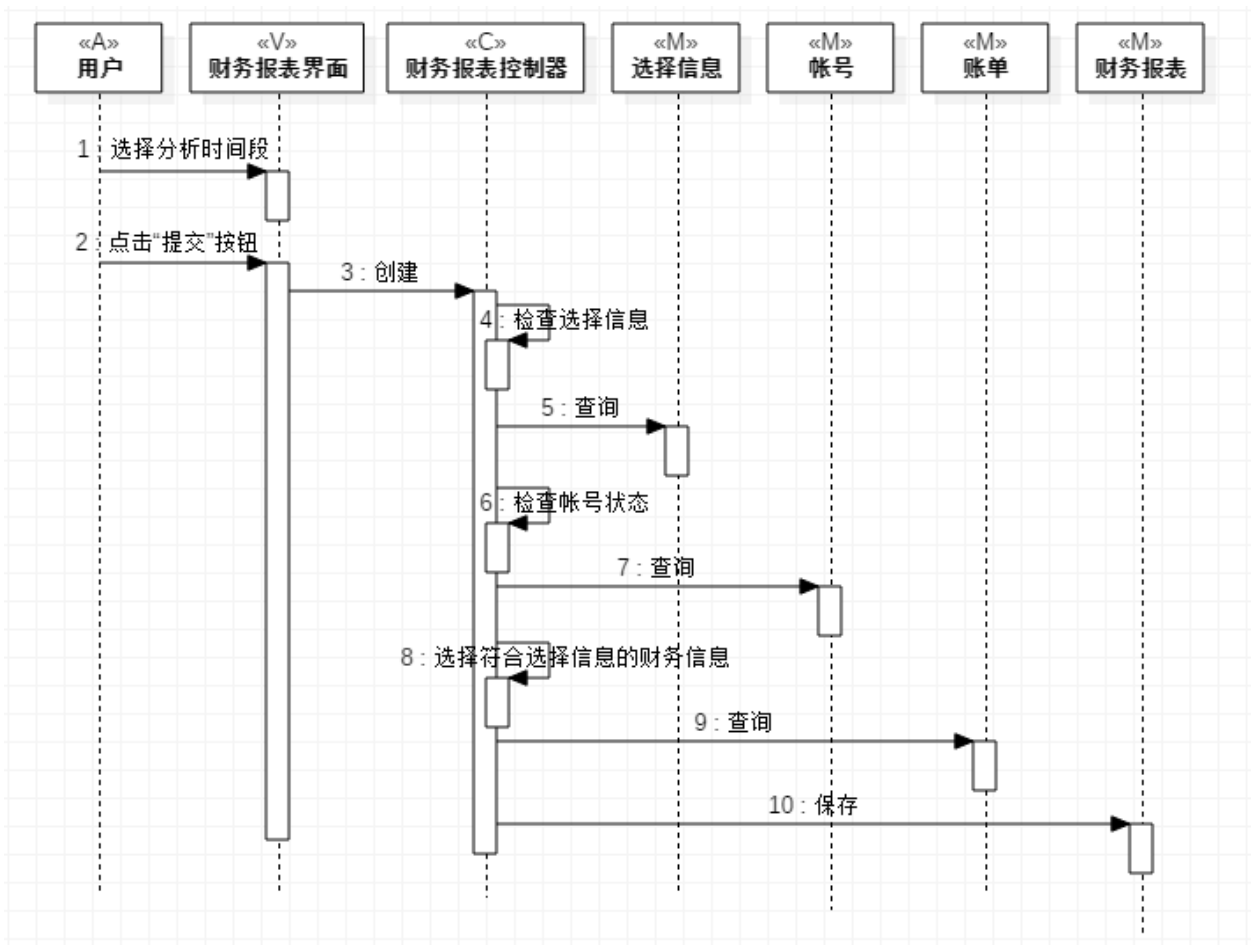 «A»
用户
«V»
财务报表界面
«C»
财务报表控制器
«M»
选择信息
«M»
帐号
«M»
账单
«M»
财务报表
1 : 选择分析时间段
2 : 点击“提交”按钮
3 : 创建
4 : 检查选择信息
5 : 查询
6 : 检查帐号状态
7 : 查询
8 : 选择符合选择信息的财务信息
9 : 查询
10 : 保存